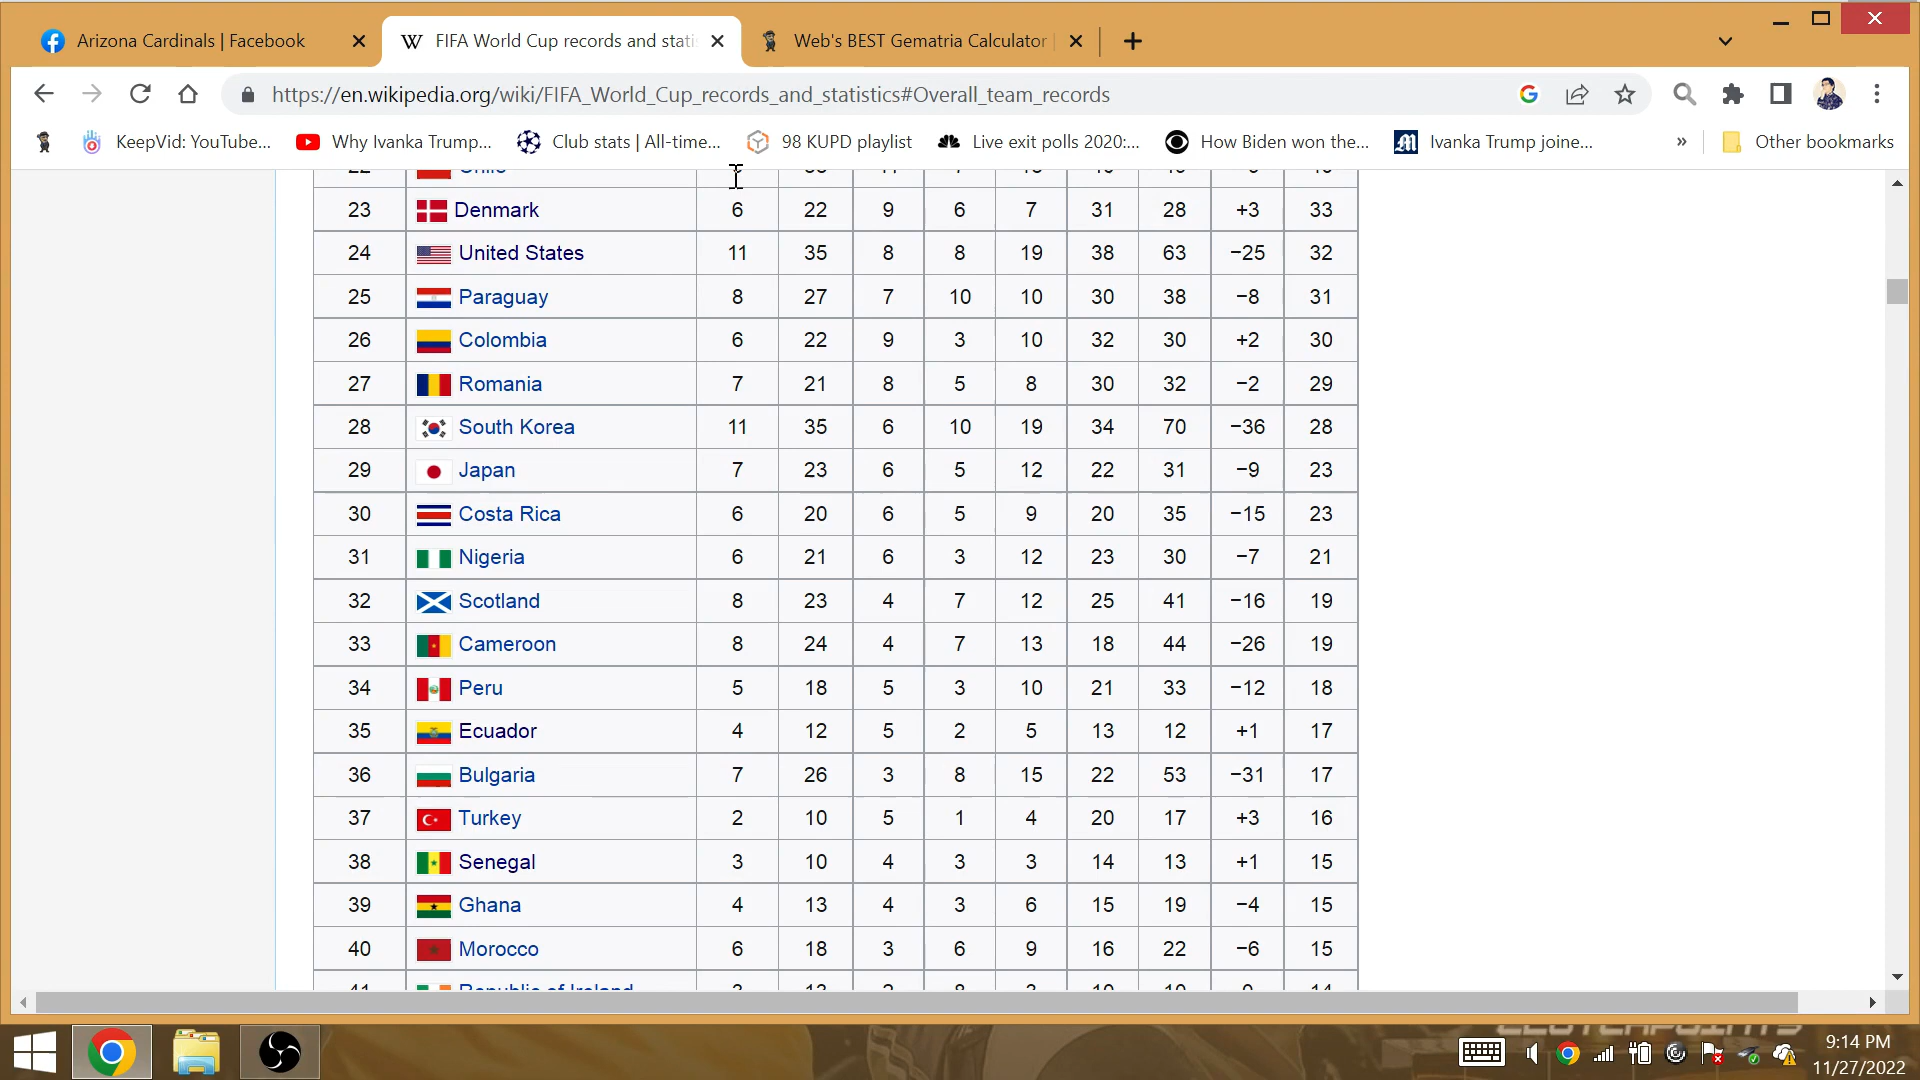 Arizona Cardinals | Facebook
FIFA World Cup records and stati
Web's BEST Gematria Calculator |
https://en.wikipedia.org/wiki/FIFA_World_Cup_records_and_statistics#Overall_team_records
KeepVid: YouTube... Why Ivanka Trump... Club stats | All-time... 98 KUPD playlist Live exit polls 2020:... How Biden won the... Ivanka Trump joine... » Other bookmarks
23 Denmark 6 22 9 6 7 31 28 +3 33
24 United States 11 35 8 8 19 38 63 −25 32
25 Paraguay 8 27 7 10 10 30 38 −8 31
26 Colombia 6 22 9 3 10 32 30 +2 30
27 Romania 7 21 8 5 8 30 32 −2 29
28 South Korea 11 35 6 10 19 34 70 −36 28
29 Japan 7 23 6 5 12 22 31 −9 23
30 Costa Rica 6 20 6 5 9 20 35 −15 23
31 Nigeria 6 21 6 3 12 23 30 −7 21
32 Scotland 8 23 4 7 12 25 41 −16 19
33 Cameroon 8 24 4 7 13 18 44 −26 19
34 Peru 5 18 5 3 10 21 33 −12 18
35 Ecuador 4 12 5 2 5 13 12 +1 17
36 Bulgaria 7 26 3 8 15 22 53 −31 17
37 Turkey 2 10 5 1 4 20 17 +3 16
38 Senegal 3 10 4 3 3 14 13 +1 15
39 Ghana 4 13 4 3 6 15 19 −4 15
40 Morocco 6 18 3 6 9 16 22 −6 15
41 Republic of Ireland
9:14 PM
11/27/2022